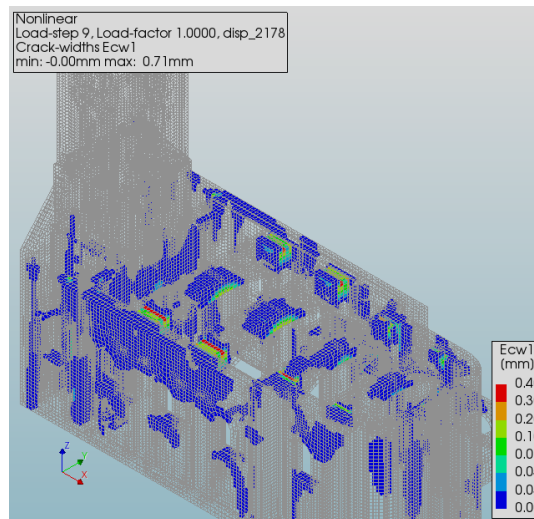 Nonlinear
Load-step 9, Load-factor 1.0000, disp_2178
Crack-widths Ecw1
min: -0.00mm max: 0.71mm
Ecw1
(mm)
0.4
0.3
0.2
0.1
0.0
0.0
0.0
0.0
Z
Y
X